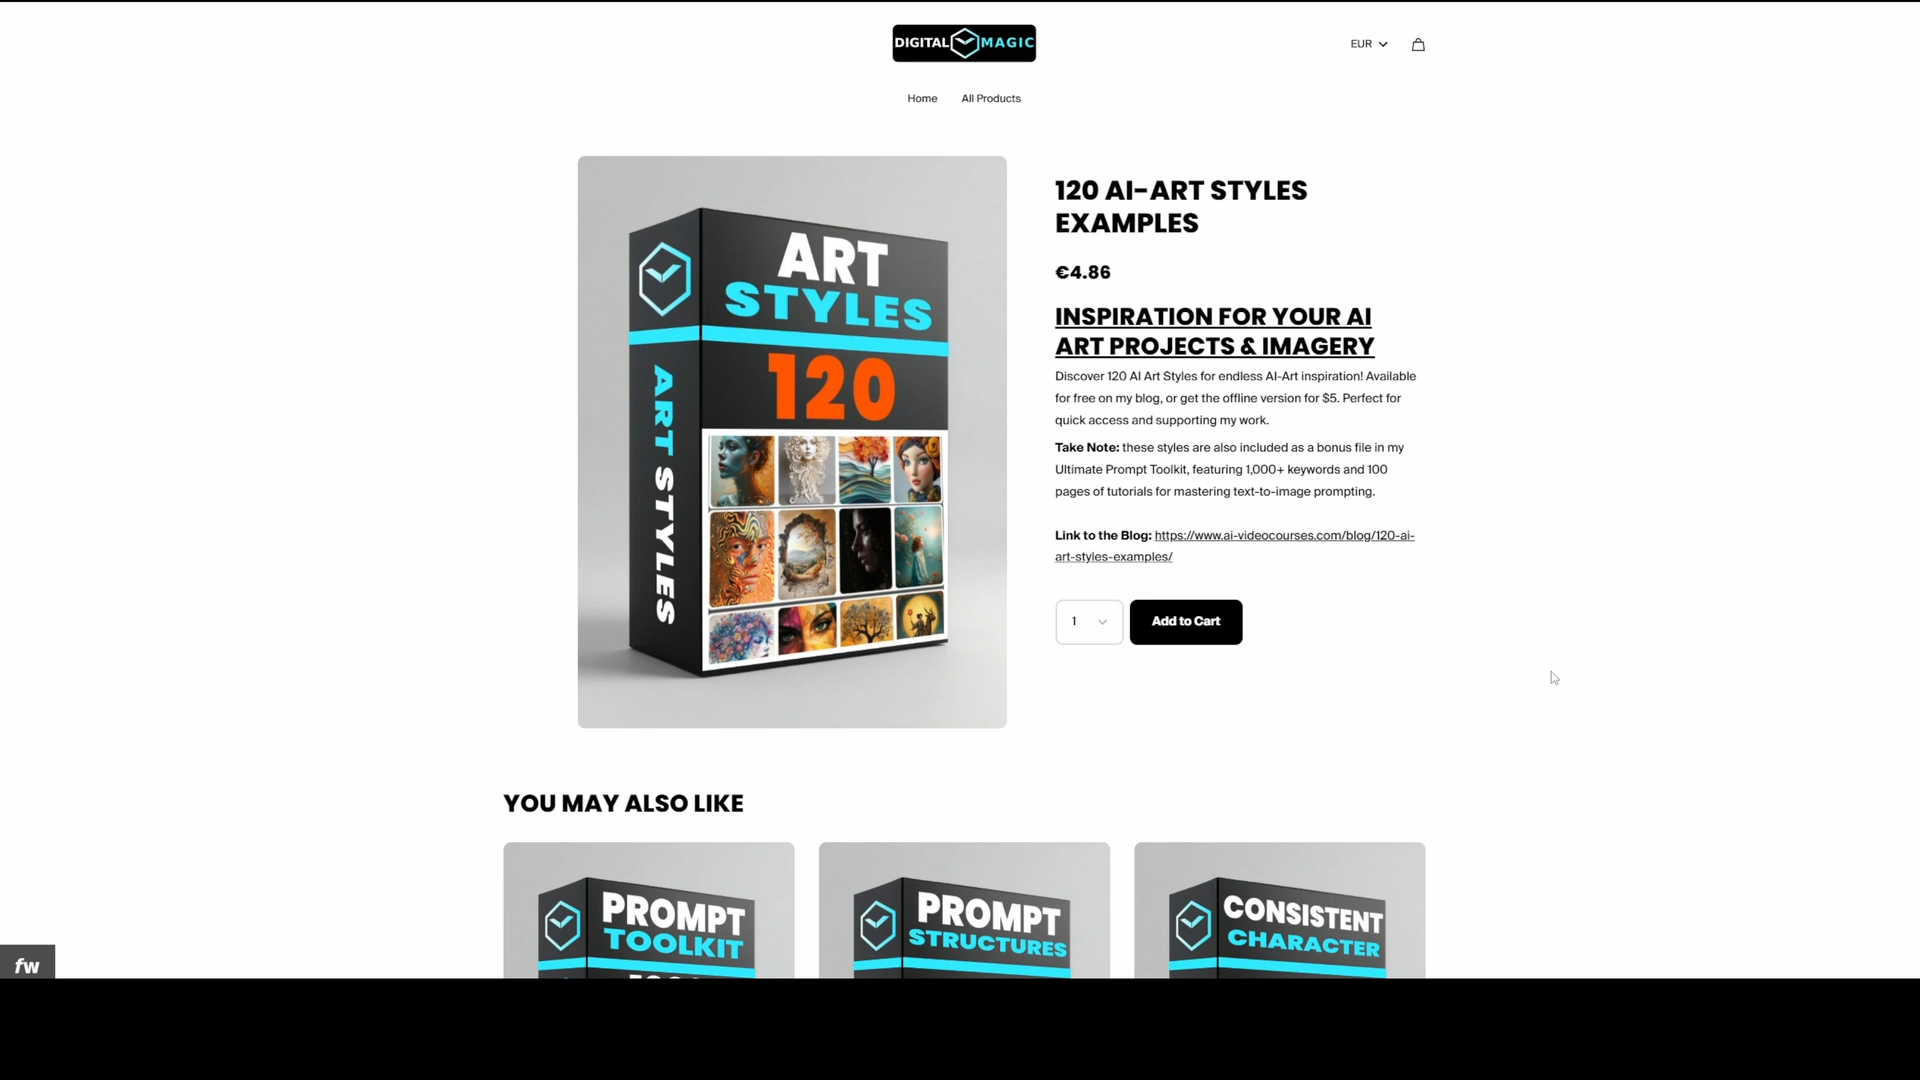 DIGITAL MAGIC
EUR
Home All Products
ART
STYLES
120
ART STYLES
120 AI-ART STYLES
EXAMPLES
€4.86
INSPIRATION FOR YOUR AI
ART PROJECTS & IMAGERY
Discover 120 AI Art Styles for endless AI-Art inspiration! Available
for free on my blog, or get the offline version for $5. Perfect for
quick access and supporting my work.
Take Note: these styles are also included as a bonus file in my
Ultimate Prompt Toolkit, featuring 1,000+ keywords and 100
pages of tutorials for mastering text-to-image prompting.
Link to the Blog: https://www.ai-videocourses.com/blog/120-ai-
art-styles-examples/
1 Add to Cart
YOU MAY ALSO LIKE
PROMPT
TOOLKIT
PROMPT
STRUCTURES
CONSISTENT
CHARACTER
fw